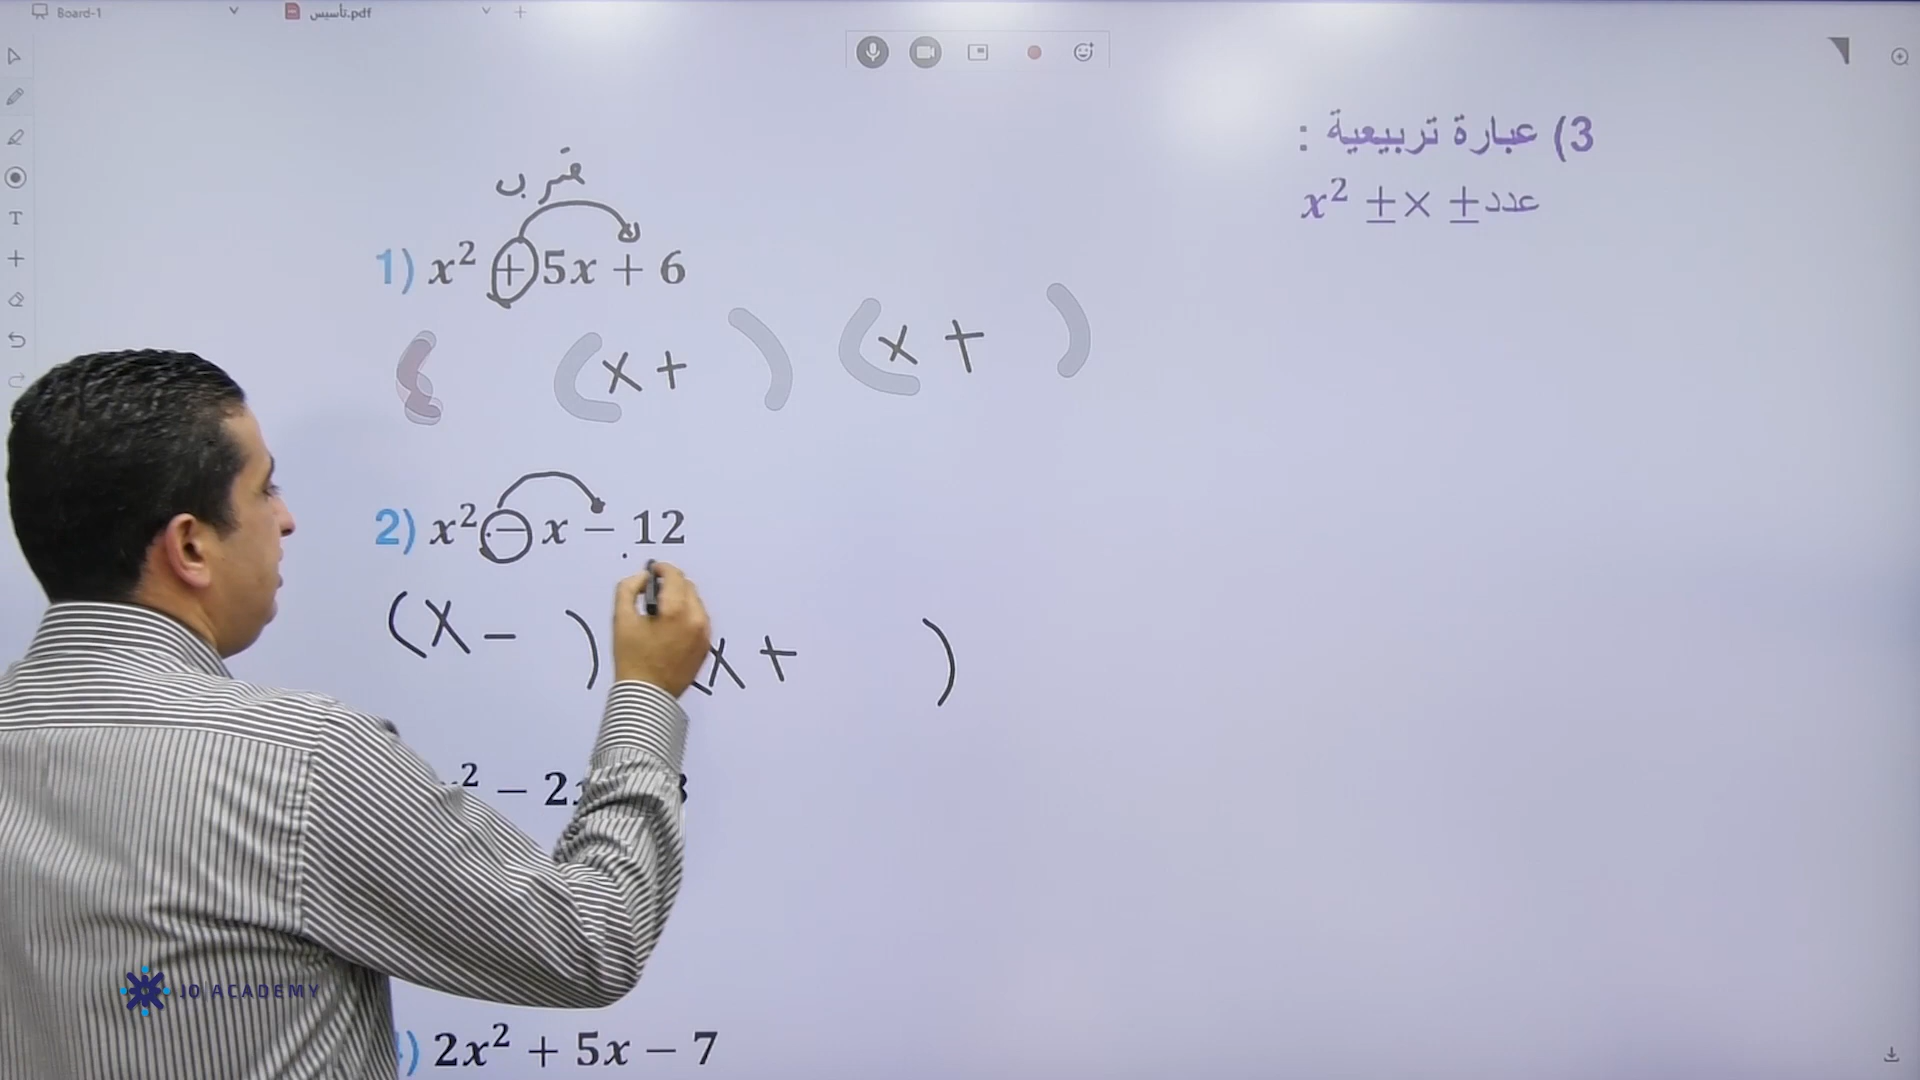 Board-1
تأسيس.pdf
3) عبارة تربيعية :
x² ± x ± عدد
ضرب
1) x² + 5x + 6
(x + ) (x + )
2) x² − x − 12
(x − ) (x + )
x² − 2x
2x² + 5x − 7
JO ACADEMY